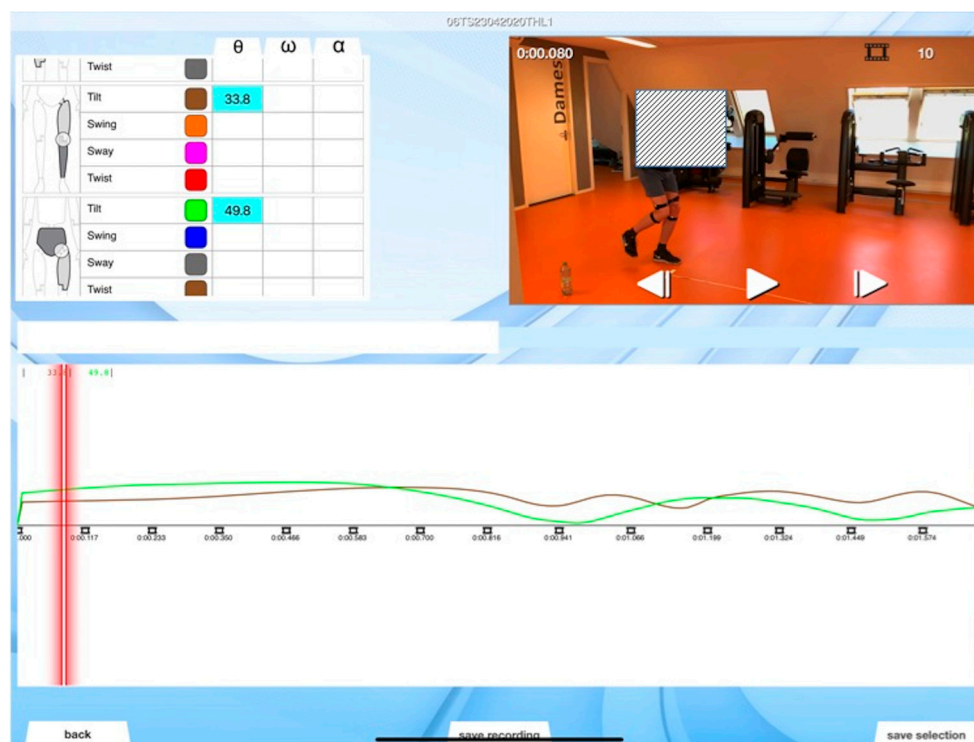 06TS23042020THL1
θ ω α
Twist
Tilt 33.8
Swing
Sway
Twist
Tilt 49.8
Swing
Sway
Twist
0:00.080 10
Dames
49.8|
.000 0:00.117 0:00.233 0:00.350 0:00.466 0:00.583 0:00.700 0:00.816 0:00.941 0:01.066 0:01.199 0:01.324 0:01.449 0:01.574
back save recording save selection